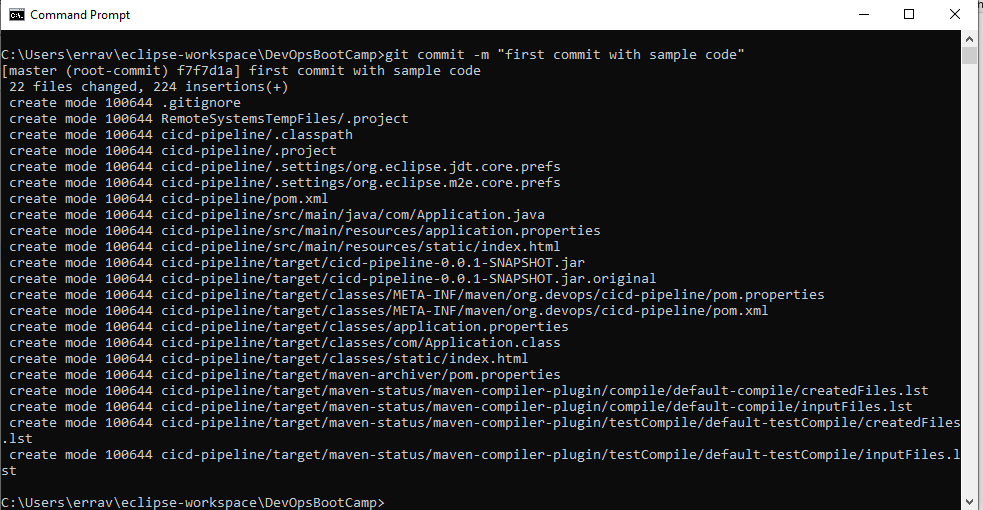 Command Prompt
C:\Users\errav\eclipse-workspace\DevOpsBootCamp>git commit -m "first commit with sample code"
[master (root-commit) f7f7d1a] first commit with sample code
 22 files changed, 224 insertions(+)
 create mode 100644 .gitignore
 create mode 100644 RemoteSystemsTempFiles/.project
 create mode 100644 cicd-pipeline/.classpath
 create mode 100644 cicd-pipeline/.project
 create mode 100644 cicd-pipeline/.settings/org.eclipse.jdt.core.prefs
 create mode 100644 cicd-pipeline/.settings/org.eclipse.m2e.core.prefs
 create mode 100644 cicd-pipeline/pom.xml
 create mode 100644 cicd-pipeline/src/main/java/com/Application.java
 create mode 100644 cicd-pipeline/src/main/resources/application.properties
 create mode 100644 cicd-pipeline/src/main/resources/static/index.html
 create mode 100644 cicd-pipeline/target/cicd-pipeline-0.0.1-SNAPSHOT.jar
 create mode 100644 cicd-pipeline/target/cicd-pipeline-0.0.1-SNAPSHOT.jar.original
 create mode 100644 cicd-pipeline/target/classes/META-INF/maven/org.devops/cicd-pipeline/pom.properties
 create mode 100644 cicd-pipeline/target/classes/META-INF/maven/org.devops/cicd-pipeline/pom.xml
 create mode 100644 cicd-pipeline/target/classes/application.properties
 create mode 100644 cicd-pipeline/target/classes/com/Application.class
 create mode 100644 cicd-pipeline/target/classes/static/index.html
 create mode 100644 cicd-pipeline/target/maven-archiver/pom.properties
 create mode 100644 cicd-pipeline/target/maven-status/maven-compiler-plugin/compile/default-compile/createdFiles.lst
 create mode 100644 cicd-pipeline/target/maven-status/maven-compiler-plugin/compile/default-compile/inputFiles.lst
 create mode 100644 cicd-pipeline/target/maven-status/maven-compiler-plugin/testCompile/default-testCompile/createdFiles
.lst
 create mode 100644 cicd-pipeline/target/maven-status/maven-compiler-plugin/testCompile/default-testCompile/inputFiles.l
st
C:\Users\errav\eclipse-workspace\DevOpsBootCamp>